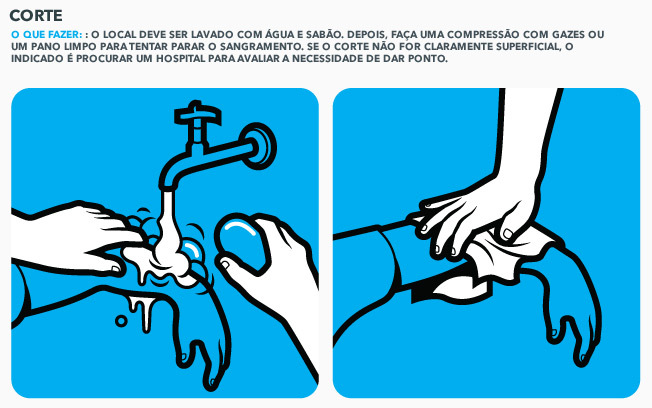 CORTE
O QUE FAZER: : O LOCAL DEVE SER LAVADO COM ÁGUA E SABÃO. DEPOIS, FAÇA UMA COMPRESSÃO COM GAZES OU
UM PANO LIMPO PARA TENTAR PARAR O SANGRAMENTO. SE O CORTE NÃO FOR CLARAMENTE SUPERFICIAL, O
INDICADO É PROCURAR UM HOSPITAL PARA AVALIAR A NECESSIDADE DE DAR PONTO.